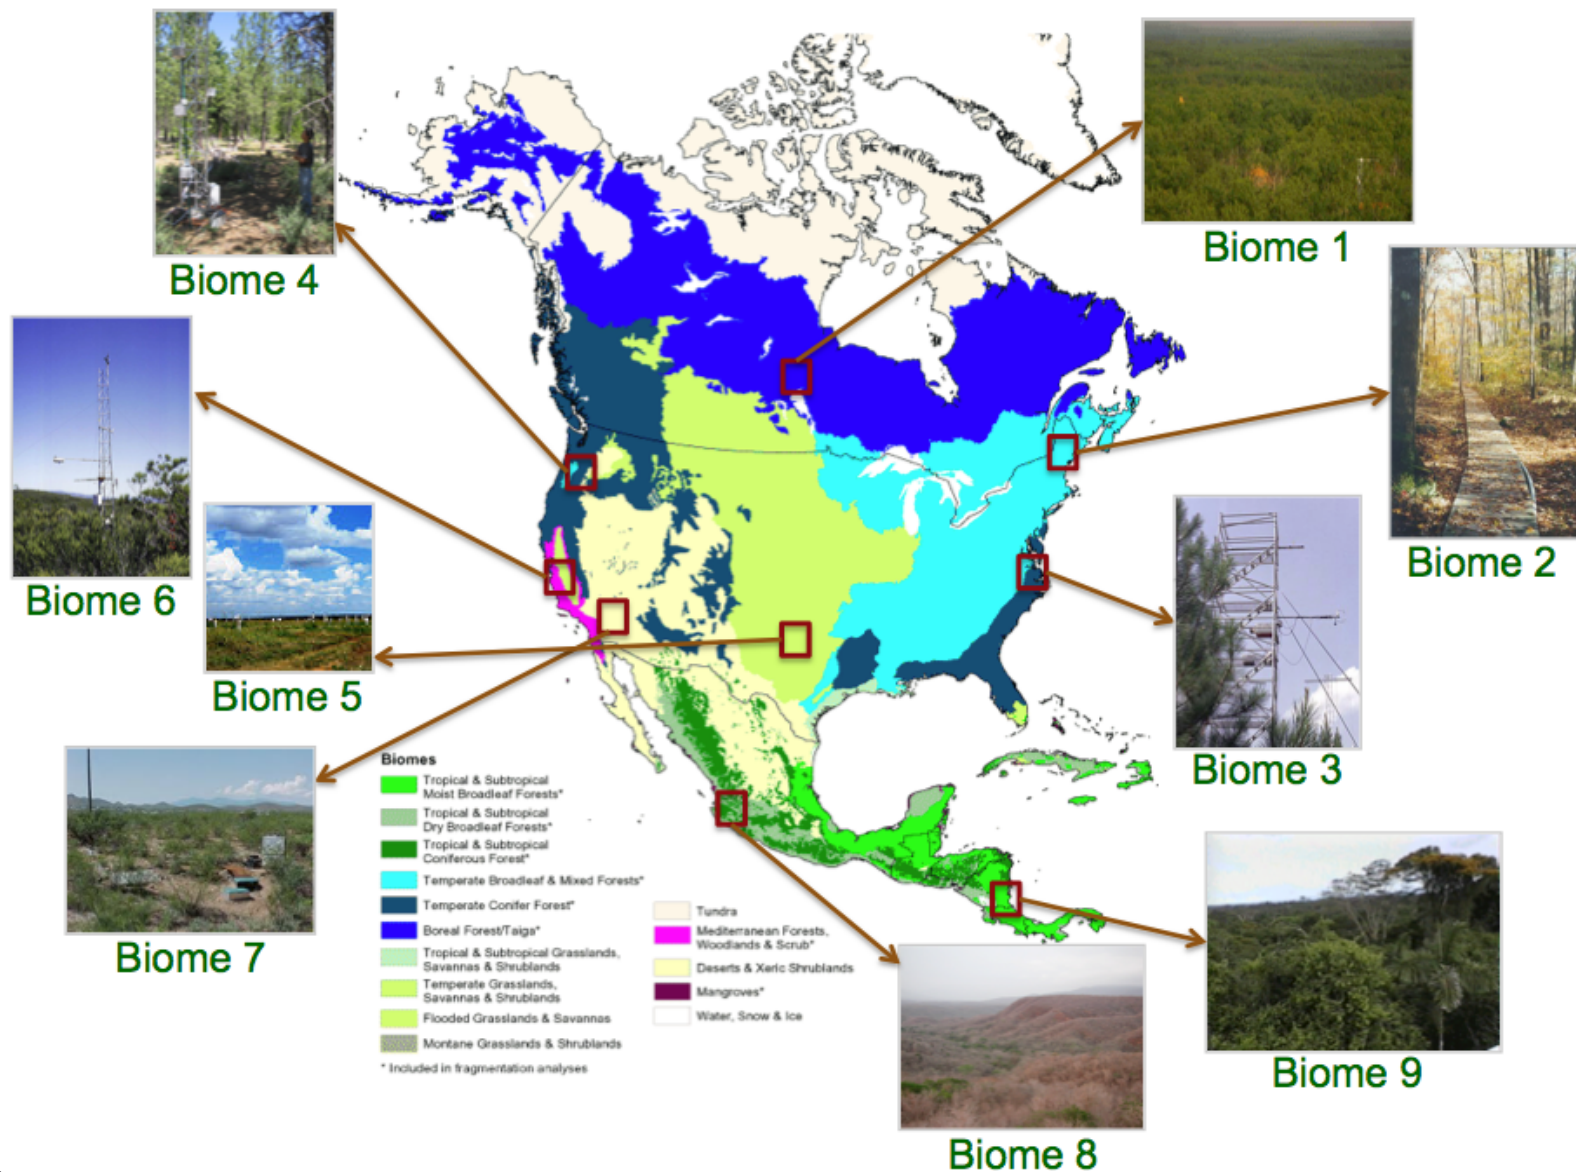 Biome 1
Biome 4
Biome 2
Biome 6
Biome 5
Biome 3
Biome 7
Biome 9
Biome 8
Biomes
Tropical & Subtropical
Moist Broadleaf Forests*
Tropical & Subtropical
Dry Broadleaf Forests*
Tropical & Subtropical
Coniferous Forest*
Temperate Broadleaf & Mixed Forests*
Temperate Conifer Forest*
Boreal Forest/Taiga*
Tropical & Subtropical Grasslands,
Savannas & Shrublands
Temperate Grasslands,
Savannas & Shrublands
Flooded Grasslands & Savannas
Montane Grasslands & Shrublands
* Included in fragmentation analyses
Tundra
Mediterranean Forests,
Woodlands & Scrub*
Deserts & Xeric Shrublands
Mangroves*
Water, Snow & Ice